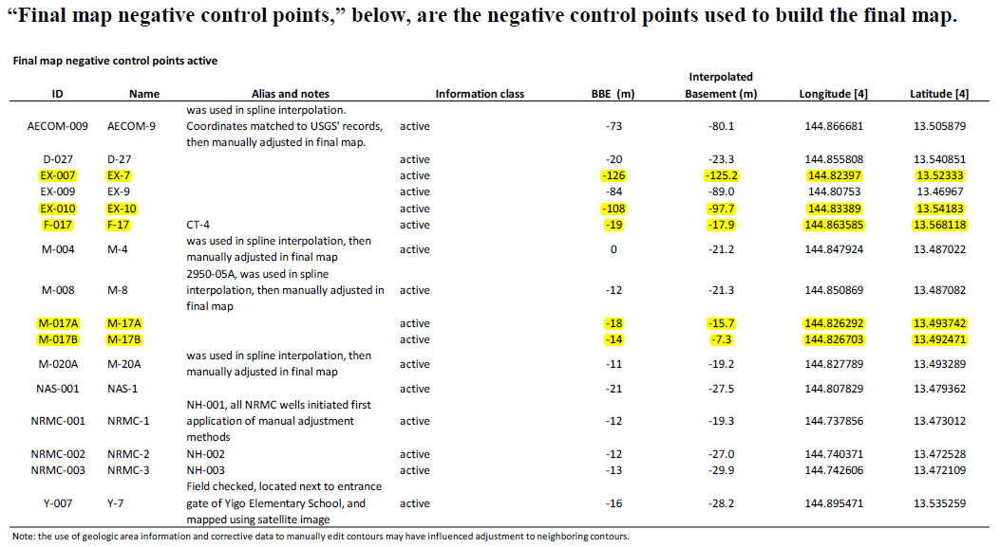 “Final map negative control points,” below, are the negative control points used to build the final map.
Final map negative control points active
Interpolated
ID Name Alias and notes Information class BBE (m) Basement (m) Longitude [4] Latitude [4]
was used in spline interpolation.
AECOM-009 AECOM-9 Coordinates matched to USGS' records, active -73 -80.1 144.866681 13.505879
then manually adjusted in final map.
D-027 D-27 active -20 -23.3 144.855808 13.540851
EX-007 EX-7 active -126 -125.2 144.82397 13.52333
EX-009 EX-9 active -84 -89.0 144.80753 13.46967
EX-010 EX-10 active -108 -97.7 144.83389 13.54183
F-017 F-17 CT-4 active -19 -17.9 144.863585 13.568118
was used in spline interpolation, then
M-004 M-4 active 0 -21.2 144.847924 13.487022
manually adjusted in final map
2950-05A, was used in spline
M-008 M-8 interpolation, then manually adjusted in active -12 -21.3 144.850869 13.487082
final map
M-017A M-17A active -18 -15.7 144.826292 13.493742
M-017B M-17B active -14 -7.3 144.826703 13.492471
was used in spline interpolation, then
M-020A M-20A active -11 -19.2 144.827789 13.493289
manually adjusted in final map
NAS-001 NAS-1 active -21 -27.5 144.807829 13.479362
NH-001, all NRMC wells initiated first
NRMC-001 NRMC-1 application of manual adjustment active -12 -19.3 144.737856 13.473012
methods
NRMC-002 NRMC-2 NH-002 active -12 -27.0 144.740371 13.472528
NRMC-003 NRMC-3 NH-003 active -13 -29.9 144.742606 13.472109
Field checked, located next to entrance
Y-007 Y-7 gate of Yigo Elementary School, and active -16 -28.2 144.895471 13.535259
mapped using satellite image
Note: the use of geologic area information and corrective data to manually edit contours may have influenced adjustment to neighboring contours.